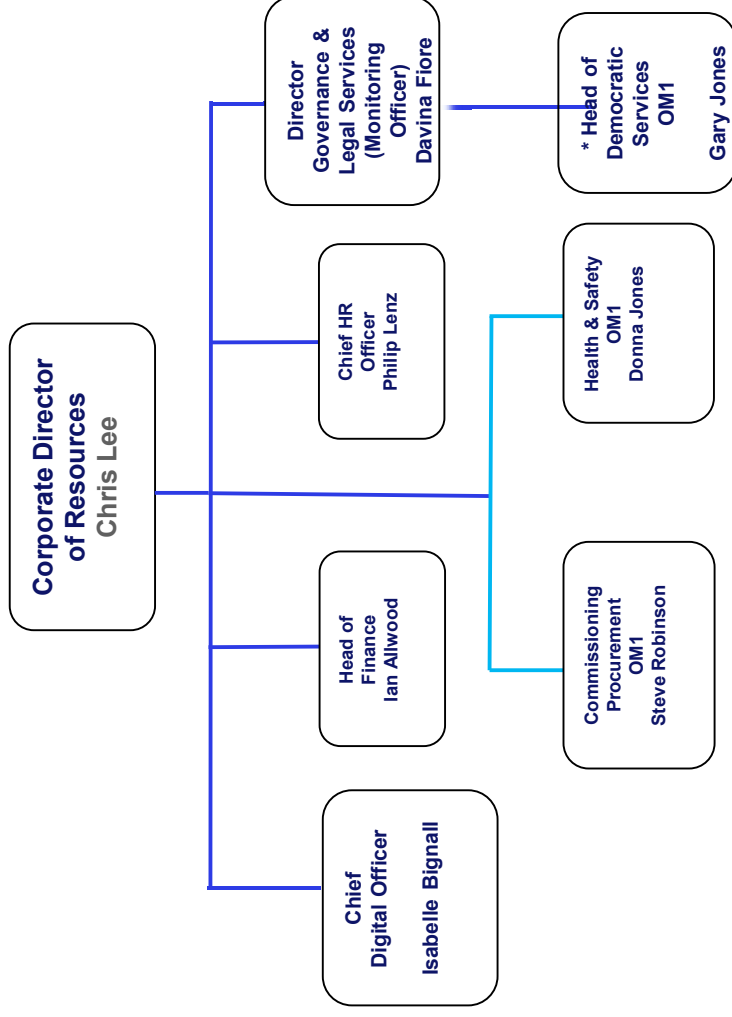 Corporate Director
of Resources
Chris Lee
Chief
Digital Officer
Isabelle Bignall
Head of
Finance
Ian Allwood
Chief HR
Officer
Philip Lenz
Director
Governance &
Legal Services
(Monitoring
Officer)
Davina Fiore
Commissioning
Procurement
OM1
Steve Robinson
Health & Safety
OM1
Donna Jones
* Head of
Democratic
Services
OM1
Gary Jones